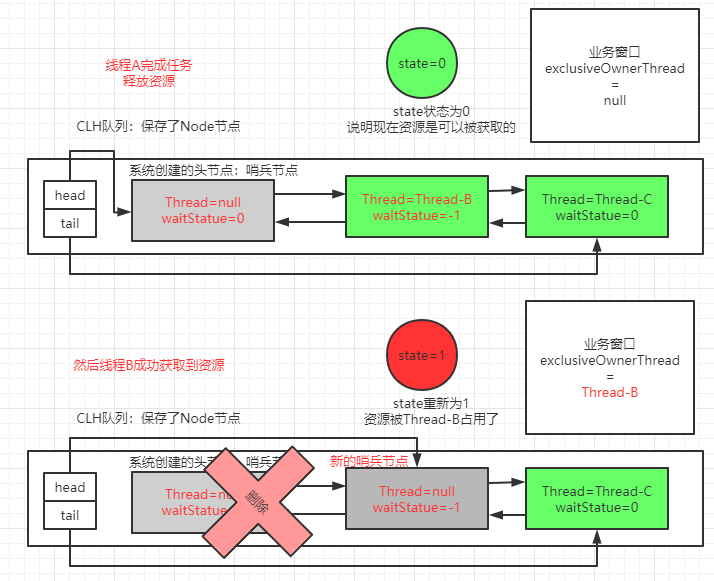 线程A完成任务
释放资源
state=0
state状态为0
说明现在资源是可以被获取的
业务窗口
exclusiveOwnerThread
=
null
CLH队列：保存了Node节点
系统创建的头节点：哨兵节点
head
tail
Thread=null
waitStatue=0
Thread=Thread-B
waitStatue=-1
Thread=Thread-C
waitStatue=0
然后线程B成功获取到资源
state=1
state重新为1
资源被Thread-B占用了
业务窗口
exclusiveOwnerThread
=
Thread-B
CLH队列：保存了Node节点
系统创建的头节 哨兵节
新的哨兵节点
head
tail
Thread=nu
waitStatue
删除
Thread=null
waitStatue=-1
Thread=Thread-C
waitStatue=0